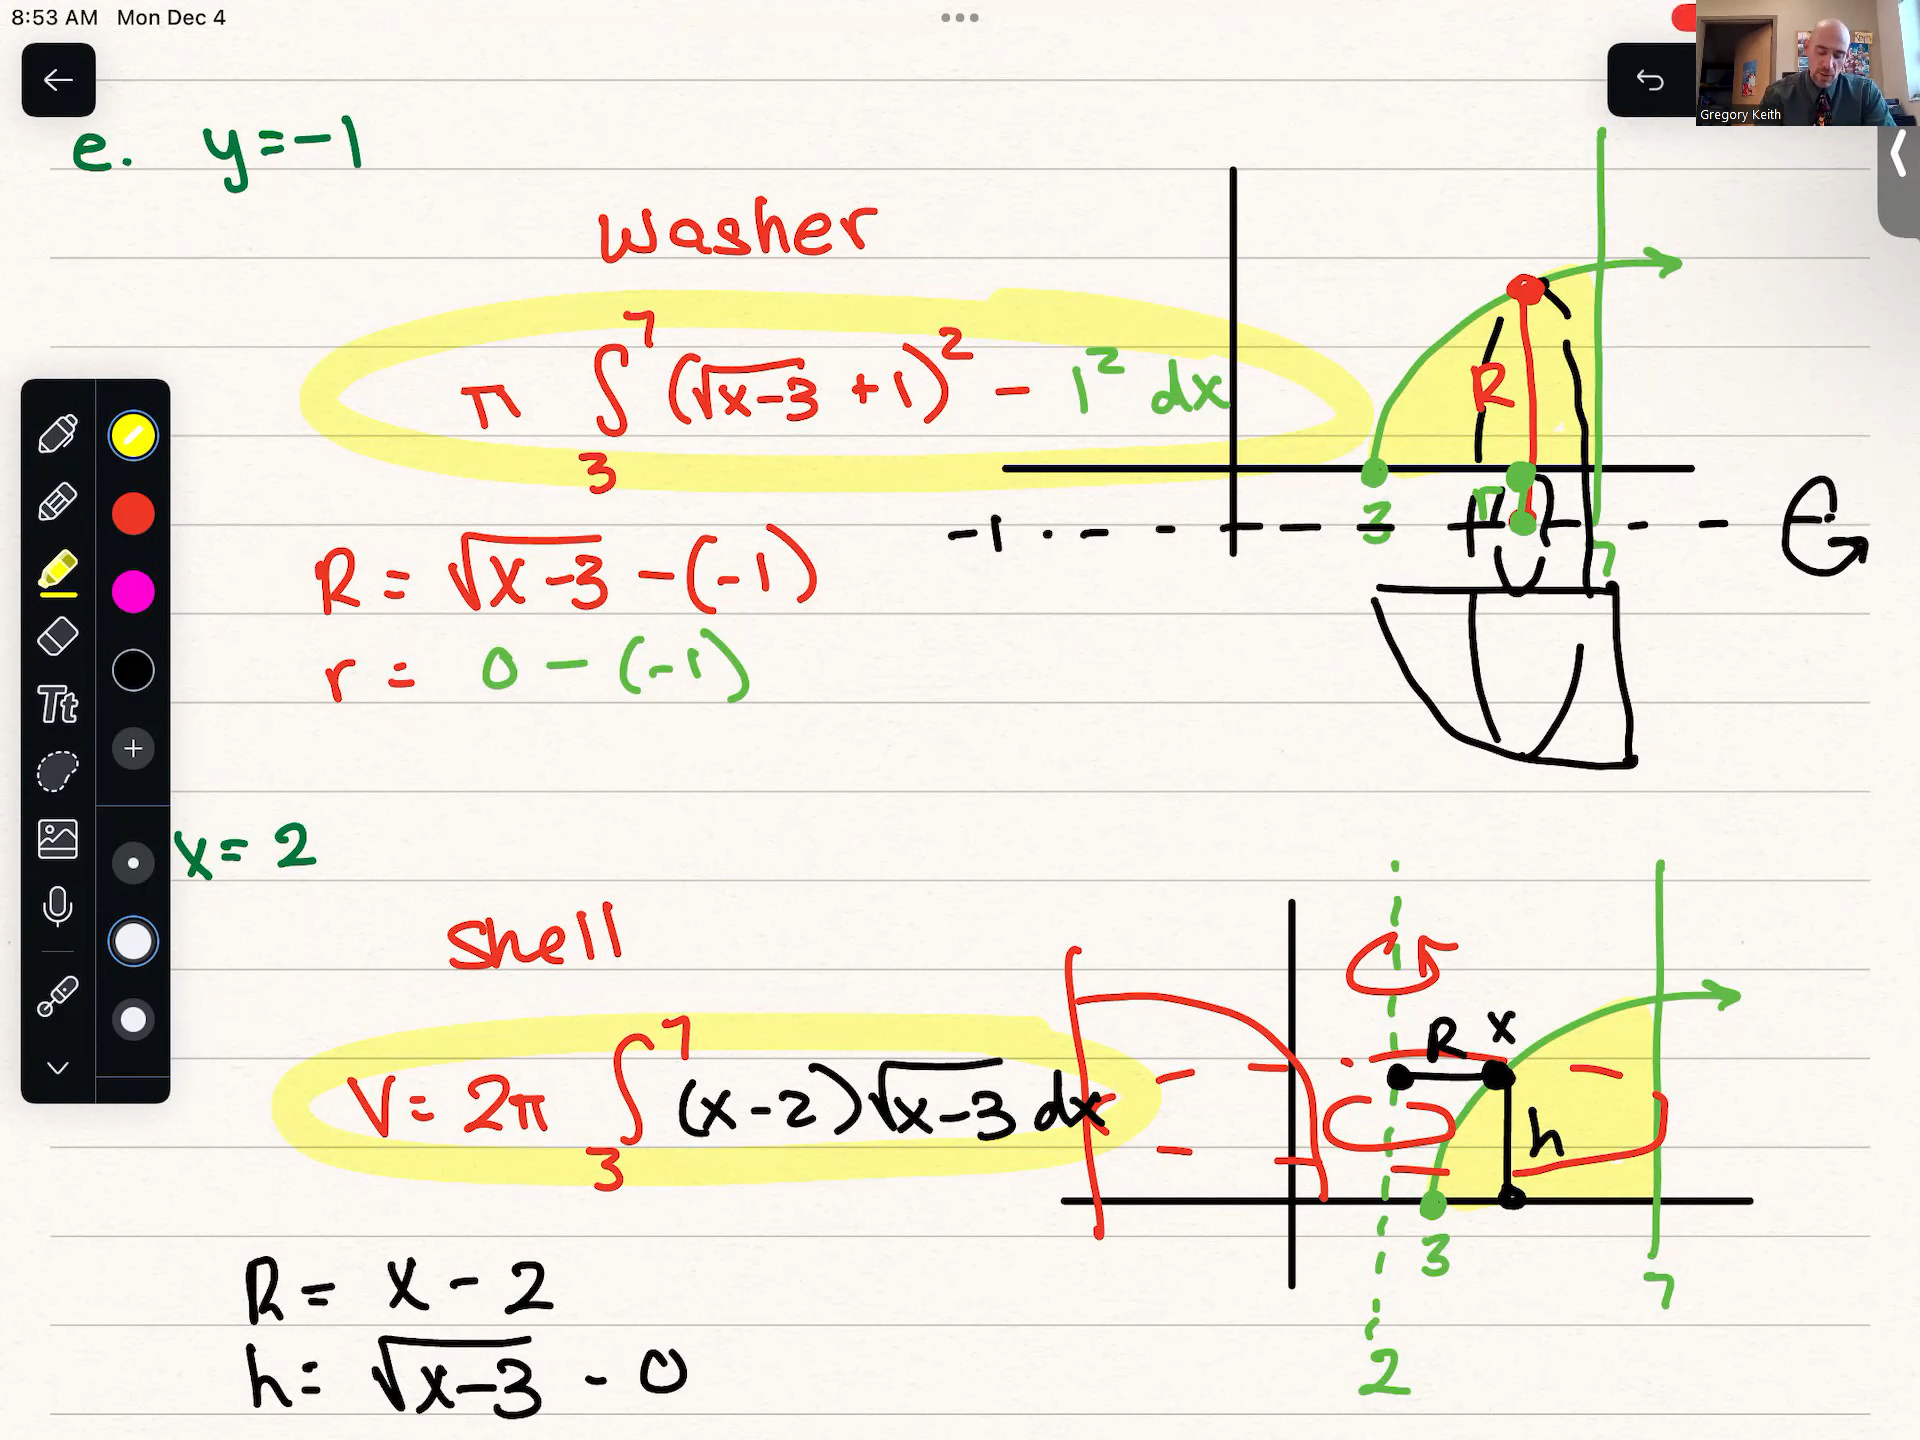 8:53 AM Mon Dec 4
Gregory Keith
e. y=-1
Washer
π ∫₃⁷ (√x-3 +1)² - 1² dx
R
r
3
-1
7
R = √x-3 -(-1)
r = 0 - (-1)
Tt
x= 2
Shell
V= 2π ∫₃⁷ (x-2)√x-3 dx
R x
h
3
7
2
R = x - 2
h= √x-3 - 0